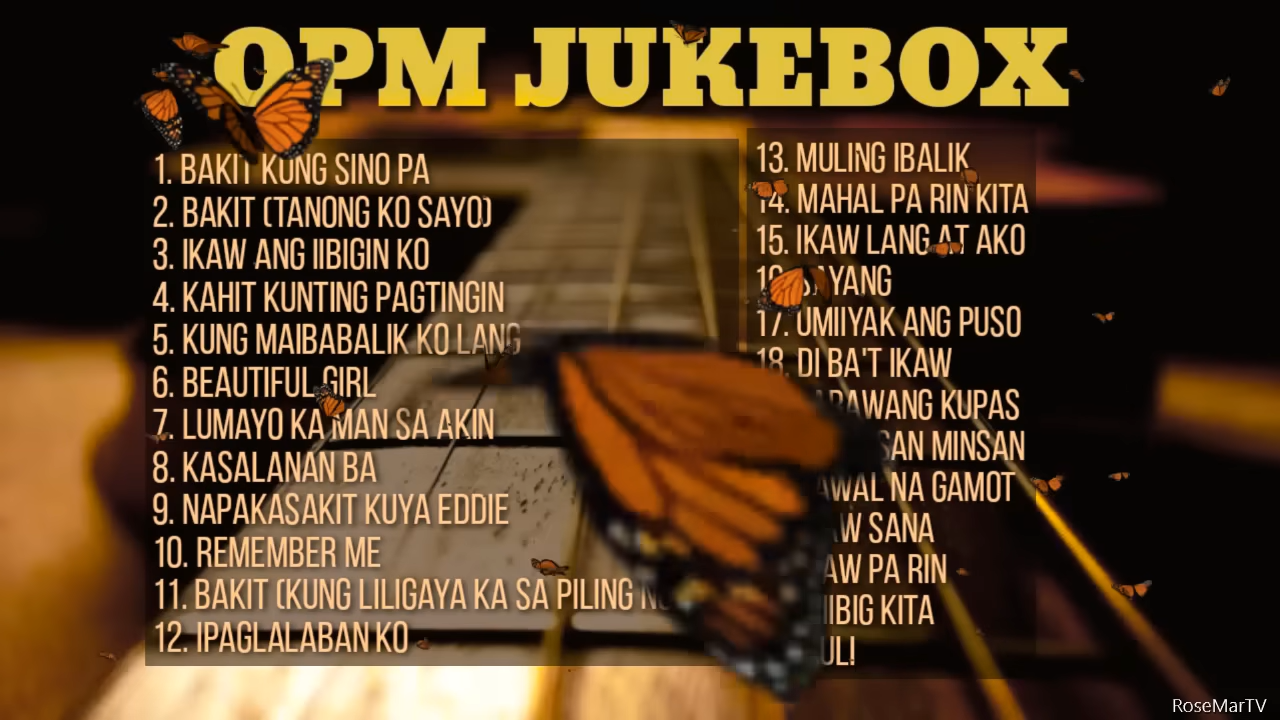 OPM JUKEBOX
1. BAKIT KUNG SINO PA
2. BAKIT (TANONG KO SAYO)
3. IKAW ANG IIBIGIN KO
4. KAHIT KUNTING PAGTINGIN
5. KUNG MAIBABALIK KO LANG
6. BEAUTIFUL GIRL
7. LUMAYO KA MAN SA AKIN
8. KASALANAN BA
9. NAPAKASAKIT KUYA EDDIE
10. REMEMBER ME
11. BAKIT (KUNG LILIGAYA KA SA PILING
12. IPAGLALABAN KO
13. MULING IBALIK
14. MAHAL PA RIN KITA
15. IKAW LANG AT AKO
16. SAYANG
17. UMIIYAK ANG PUSO
18. DI BA'T IKAW
KUPAS
MINSAN
NA GAMOT
SANA
PA RIN
KITA
RoseMarTV